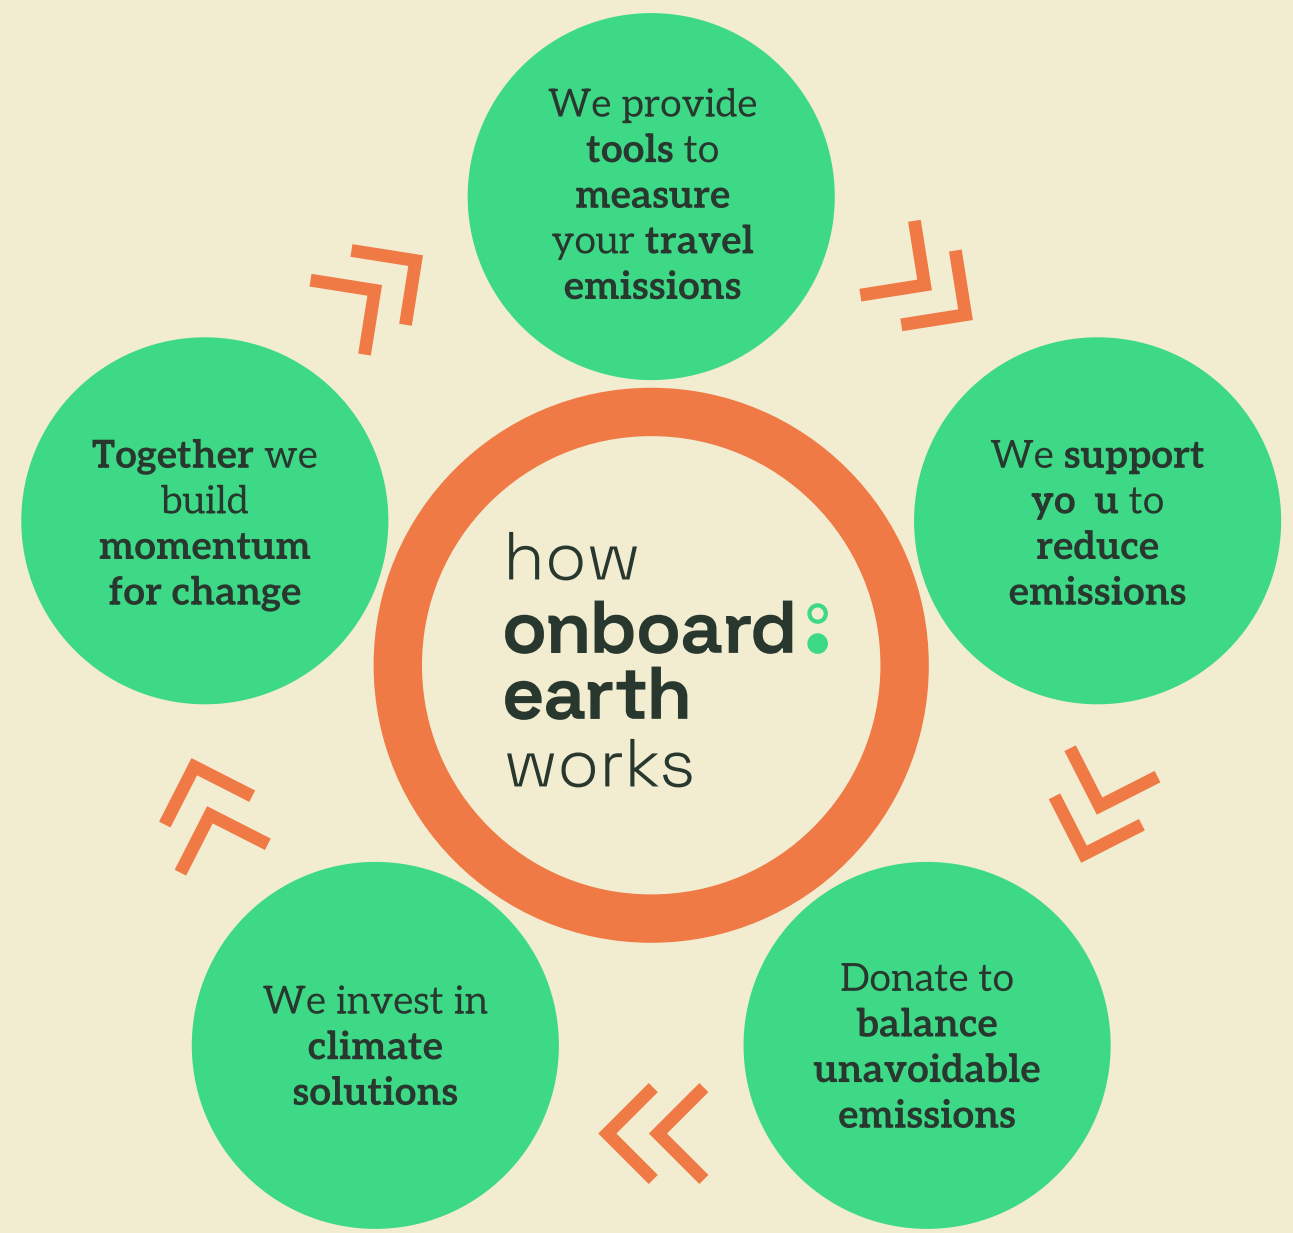 We provide
tools to
measure
your travel
emissions
We support
yo u to
reduce
emissions
Donate to
balance
unavoidable
emissions
We invest in
climate
solutions
Together we
build
momentum
for change
how
onboard:
earth
works